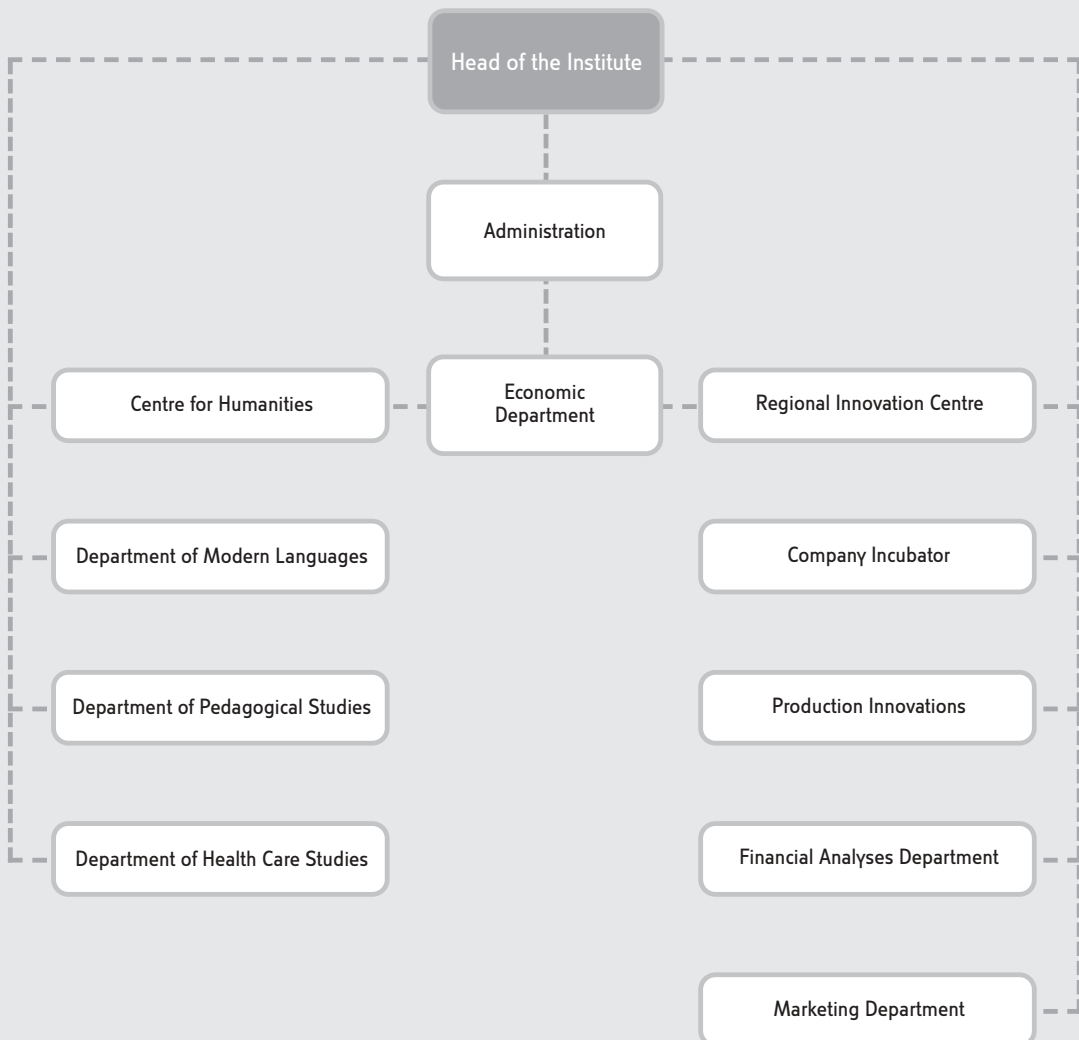 Head of the Institute
Administration
Centre for Humanities
Economic
Department
Regional Innovation Centre
Department of Modern Languages
Company Incubator
Department of Pedagogical Studies
Production Innovations
Department of Health Care Studies
Financial Analyses Department
Marketing Department